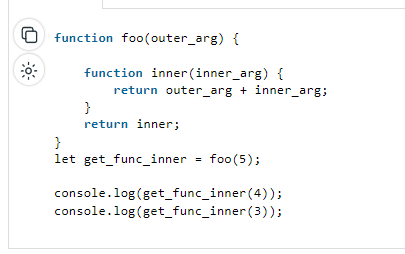 function foo(outer_arg) {
function inner(inner_arg) {
return outer_arg + inner_arg;
}
return inner;
}
let get_func_inner = foo(5);
console.log(get_func_inner(4));
console.log(get_func_inner(3));